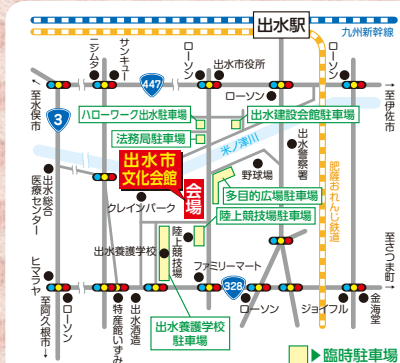 出水駅
九州新幹線
ニシムタ
サンキュー
ローソン
出水市役所
ローソン
447
ローソン
←至水俣市
→至伊佐市
3
ハローワーク出水駐車場
出水建設会館駐車場
法務局駐車場
米ノ津川
出水市
文化会館
会場
出水警察署
野球場
肥薩おれんじ鉄道
出水総合
医療センター
クレインパーク
多目的広場駐車場
陸上競技場駐車場
陸上競技場
出水養護学校
至さつま町→
ヒマラヤ
ファミリーマート
328
至阿久根市←
ローソン
特産館いずみ
出水酒造
出水養護学校
駐車場
ローソン
ジョイフル
金海堂
▶臨時駐車場